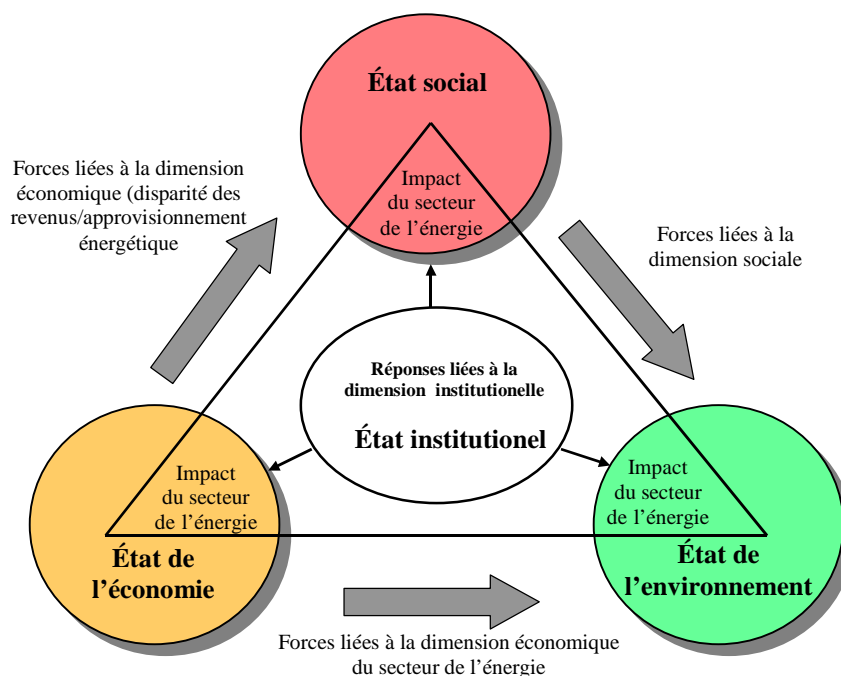 État social
Impact
du secteur
de l’énergie
Forces liées à la dimension
économique (disparité des
revenus/approvisionnement
énergétique
Forces liées à la
dimension sociale
Réponses liées à la
dimension institutionelle
État institutionel
Impact
du secteur
de l’énergie
État de
l’économie
Impact
du secteur
de l’énergie
État de
l’environnement
Forces liées à la dimension économique
du secteur de l’énergie